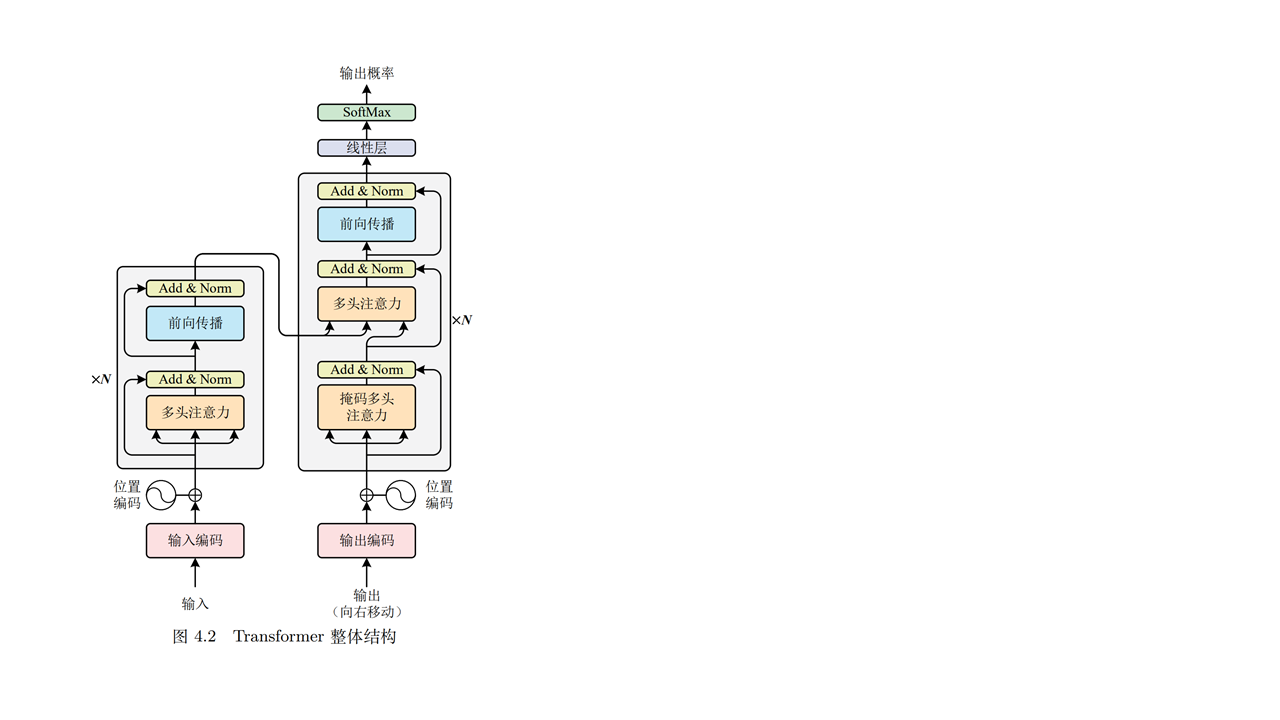 输出概率
SoftMax
线性层
Add & Norm
前向传播
Add & Norm
多头注意力
×N
Add & Norm
掩码多头
注意力
Add & Norm
前向传播
×N
Add & Norm
多头注意力
位置
编码
位置
编码
输入编码
输出编码
输入
输出
（向右移动）
图 4.2 Transformer 整体结构